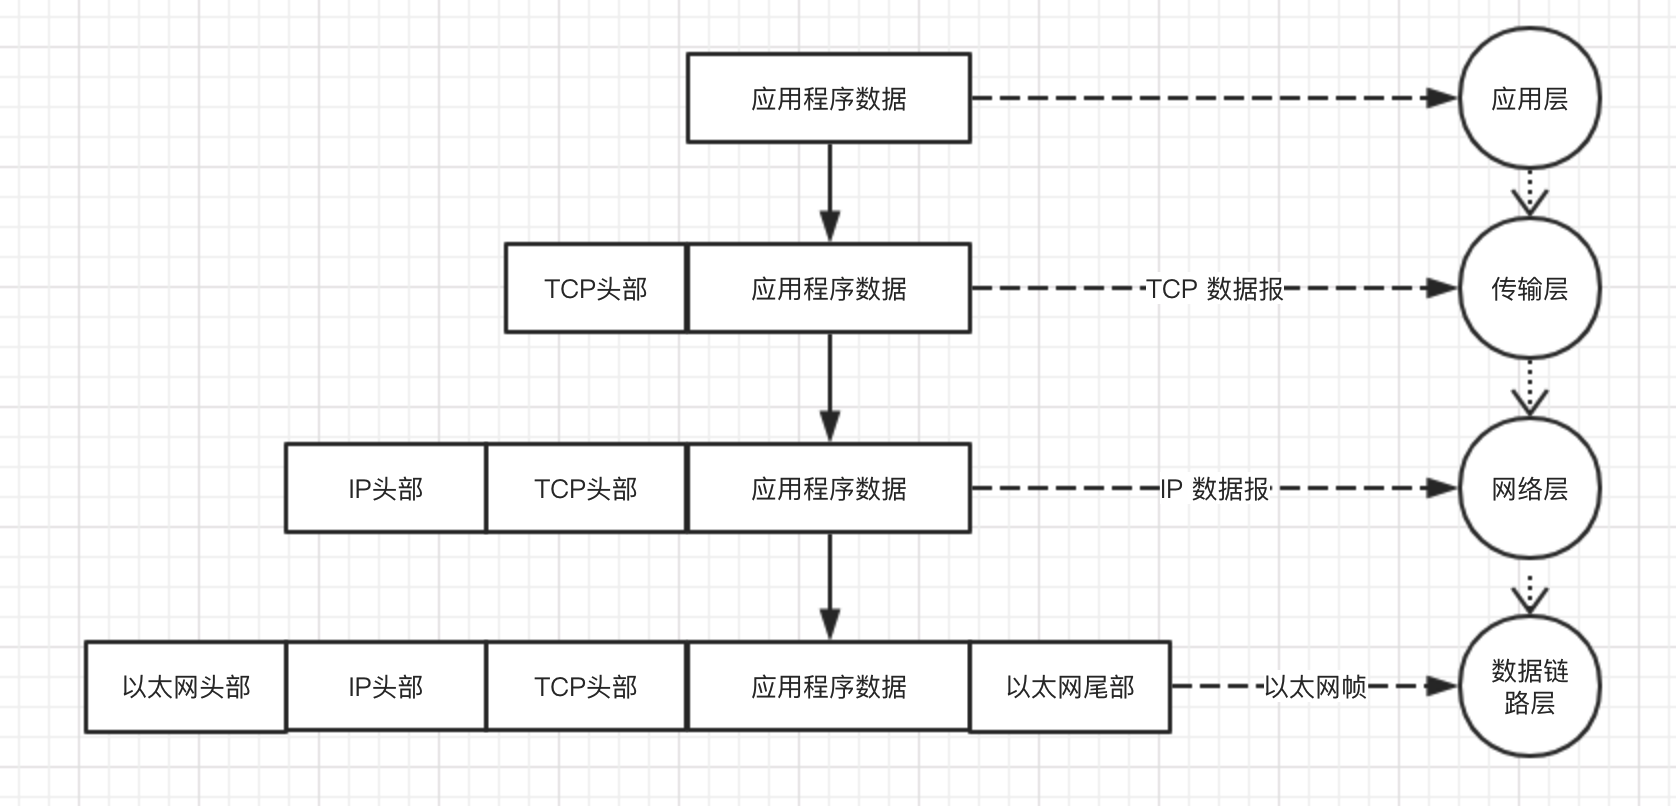 应用程序数据
应用层
TCP头部
应用程序数据
TCP 数据报
传输层
IP头部
TCP头部
应用程序数据
IP 数据报
网络层
以太网头部
IP头部
TCP头部
应用程序数据
以太网尾部
以太网帧
数据链
路层